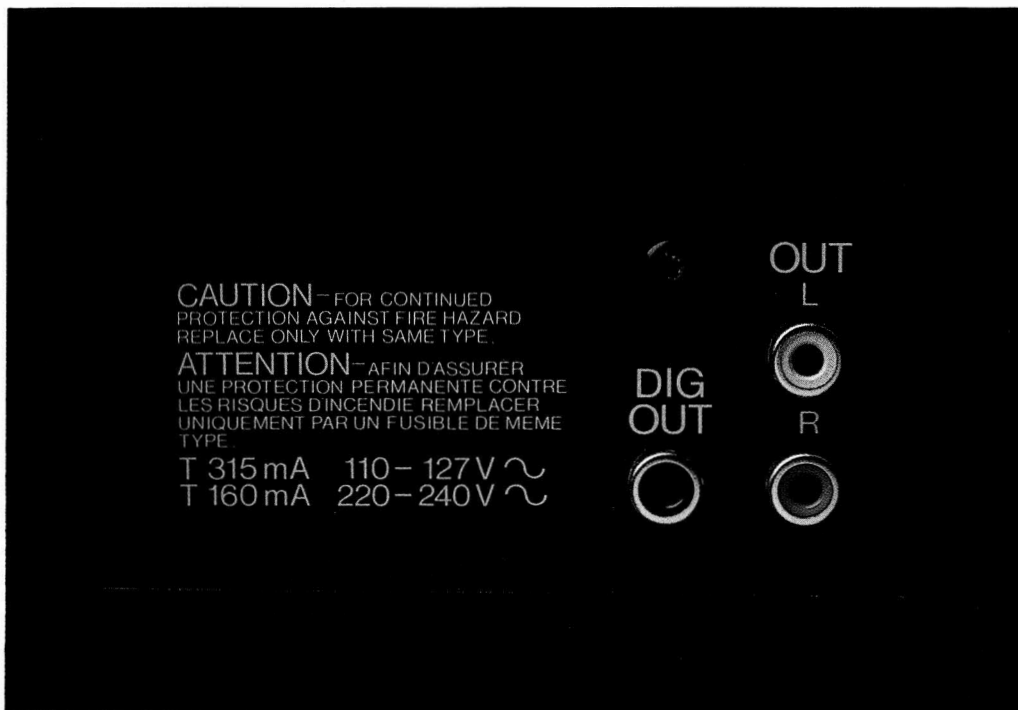 CAUTION – FOR CONTINUED
PROTECTION AGAINST FIRE HAZARD
REPLACE ONLY WITH SAME TYPE.
ATTENTION – AFIN D'ASSURER
UNE PROTECTION PERMANENTE CONTRE
LES RISQUES D'INCENDIE REMPLACER
UNIQUEMENT PAR UN FUSIBLE DE MEME
TYPE.
T 315 mA 110 – 127 V ~
T 160 mA 220 – 240 V ~
DIG
OUT
OUT
L
R